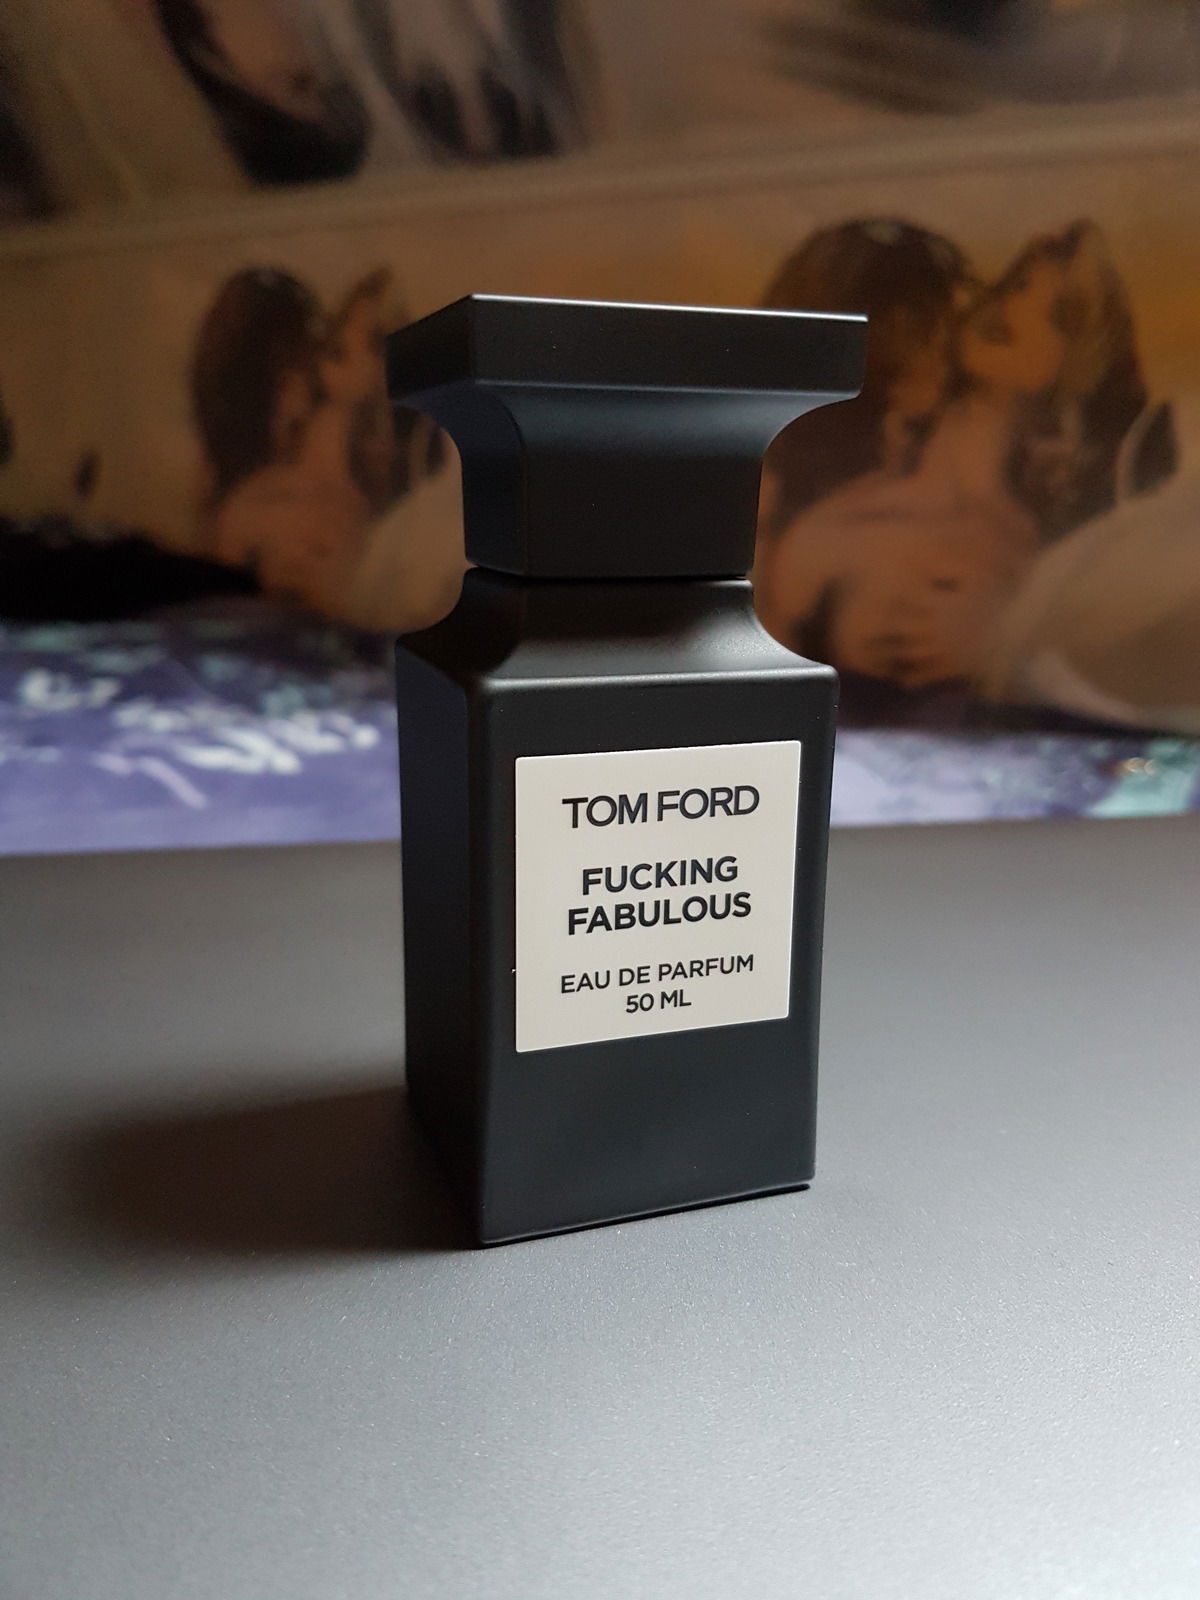 TOM FORD
FUCKING
FABULOUS
EAU DE PARFUM
50 ML